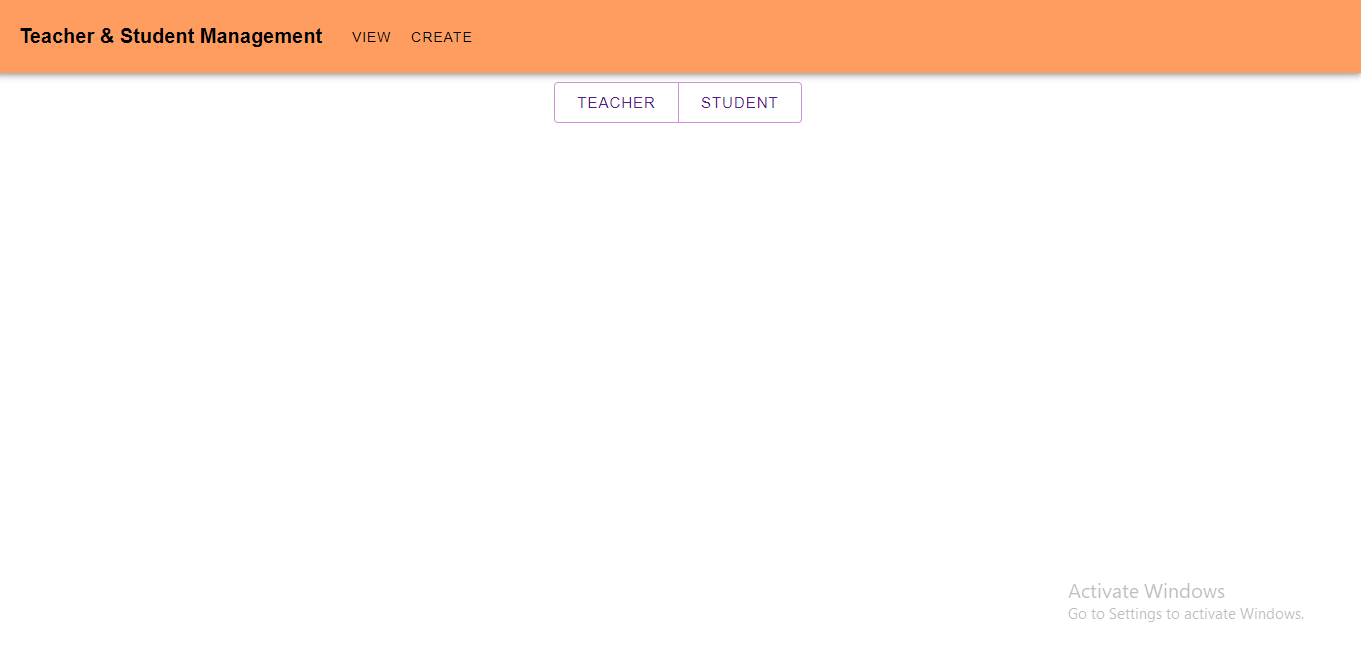 Teacher & Student Management VIEW CREATE
TEACHER STUDENT
Activate Windows
Go to Settings to activate Windows.